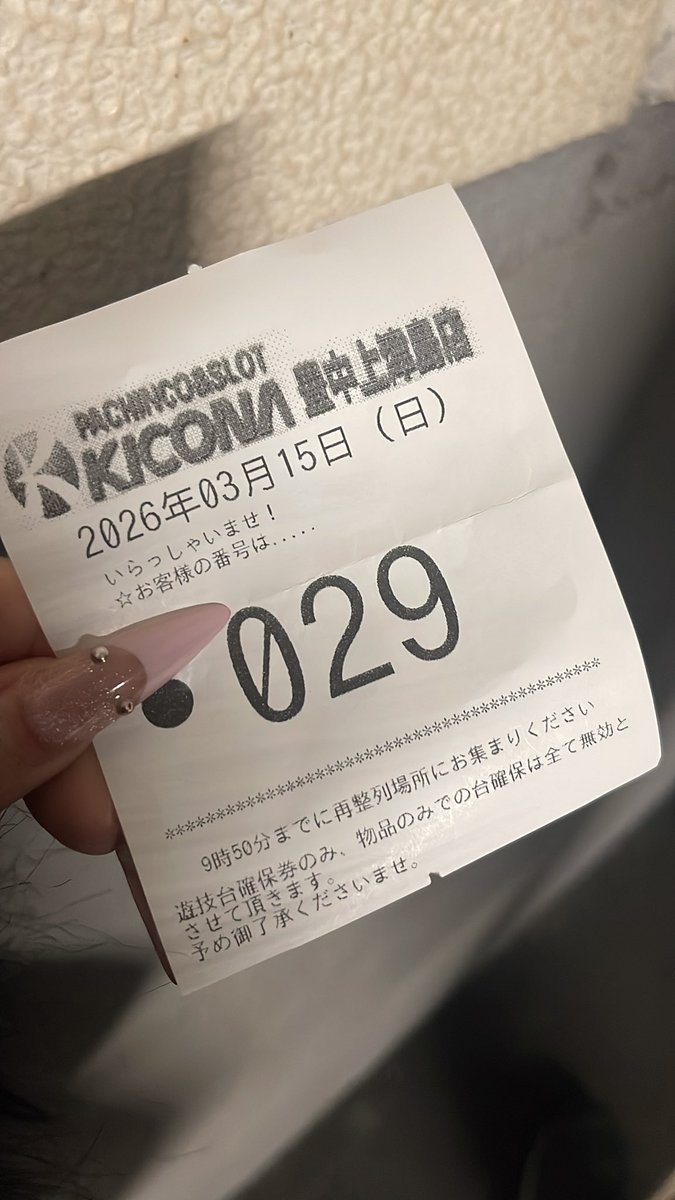 PACHINCO&SLOT
KICONA 豊中上津島店
2026年03月15日(日)
いらっしゃいませ!
☆お客様の番号は.....
029
*******************************************
9時50分までに再整列場所にお集まりください
遊技台確保券のみ、物品のみでの台確保は全て無効と
させて頂きます。
予め御了承くださいませ。